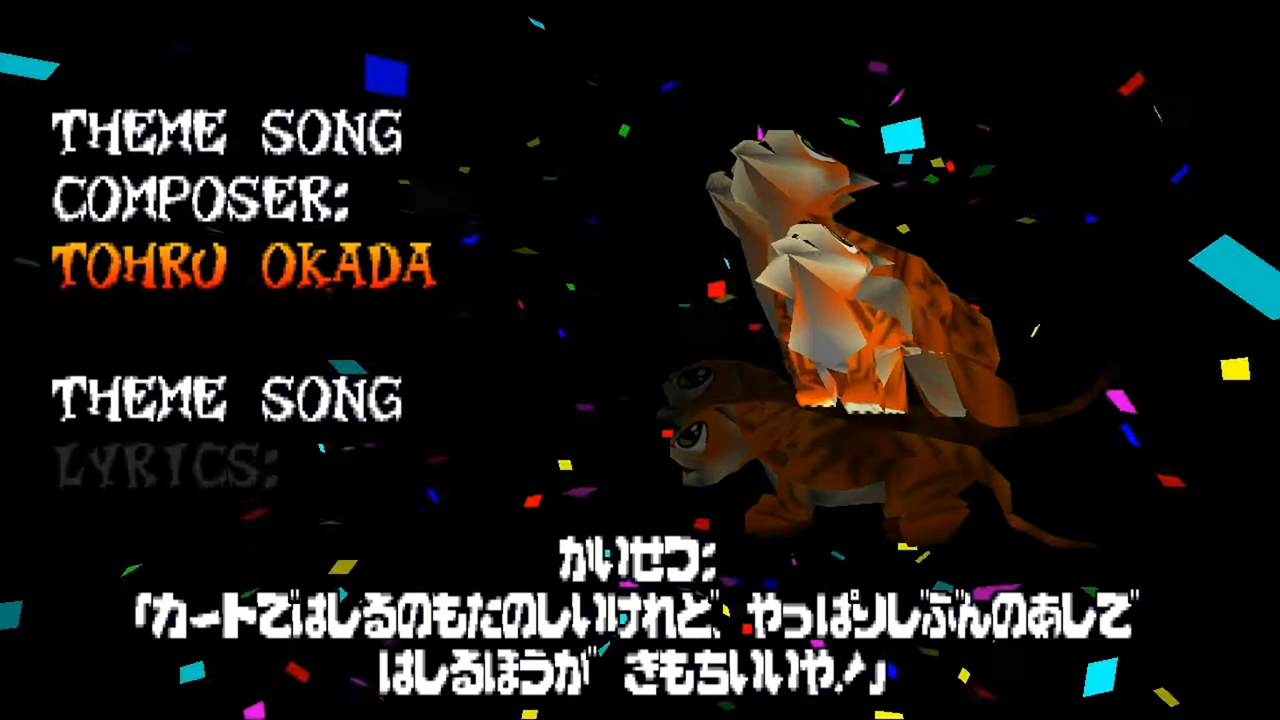 THEME SONG
COMPOSER:
TOHRU OKADA
THEME SONG
LYRICS:
かいせつ:
「カートではしるのもたのしいけれど、やっぱりじぶんのあしで
はしるほうが きもちいいや!」